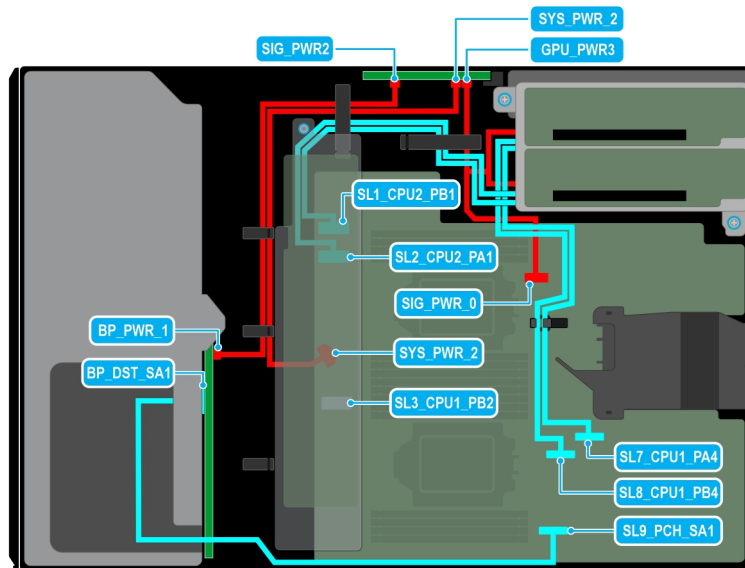 SYS_PWR_2
SIG_PWR2
GPU_PWR3
SL1_CPU2_PB1
SL2_CPU2_PA1
SIG_PWR_0
BP_PWR_1
SYS_PWR_2
BP_DST_SA1
SL3_CPU1_PB2
SL7_CPU1_PA4
SL8_CPU1_PB4
SL9_PCH_SA1